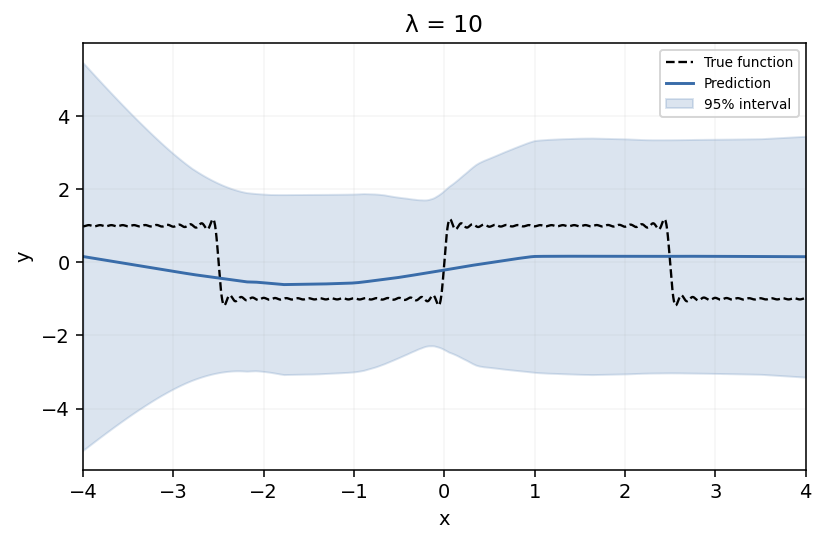 λ = 10
True function
Prediction
95% interval
4
2
0
−2
−4
y
−4 −3 −2 −1 0 1 2 3 4
x